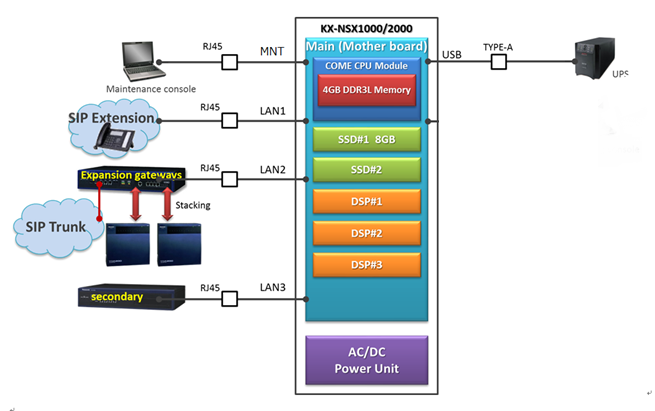 KX-NSX1000/2000
Main (Mother board)
COME CPU Module
4GB DDR3L Memory
SSD#1 8GB
SSD#2
DSP#1
DSP#2
DSP#3
AC/DC
Power Unit
RJ45
MNT
Maintenance console
RJ45
LAN1
SIP Extension
RJ45
LAN2
Expansion gateways
Stacking
SIP Trunk
RJ45
LAN3
secondary
USB
TYPE-A
UPS